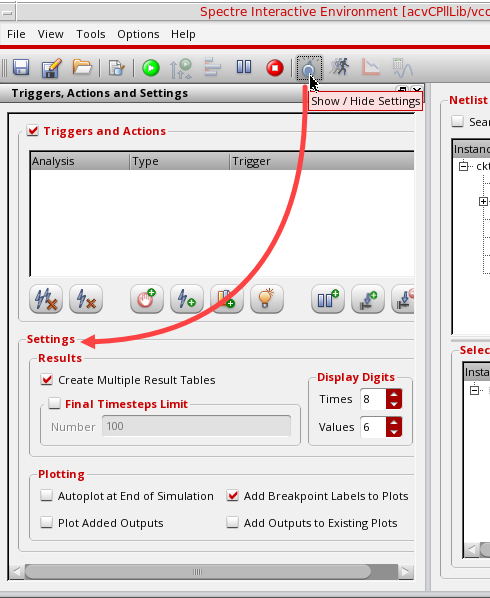 Spectre Interactive Environment [acvCPllLib/vco
File View Tools Options Help
Triggers, Actions and Settings
Show / Hide Settings
Netlist
Triggers and Actions
Sear
Analysis Type Trigger
Instanc
ckt
Settings
Results
Selec
Create Multiple Result Tables
Display Digits
Insta
Times 8
Final Timesteps Limit
Number 100
Values 6
Plotting
Autoplot at End of Simulation
Add Breakpoint Labels to Plots
Plot Added Outputs
Add Outputs to Existing Plots